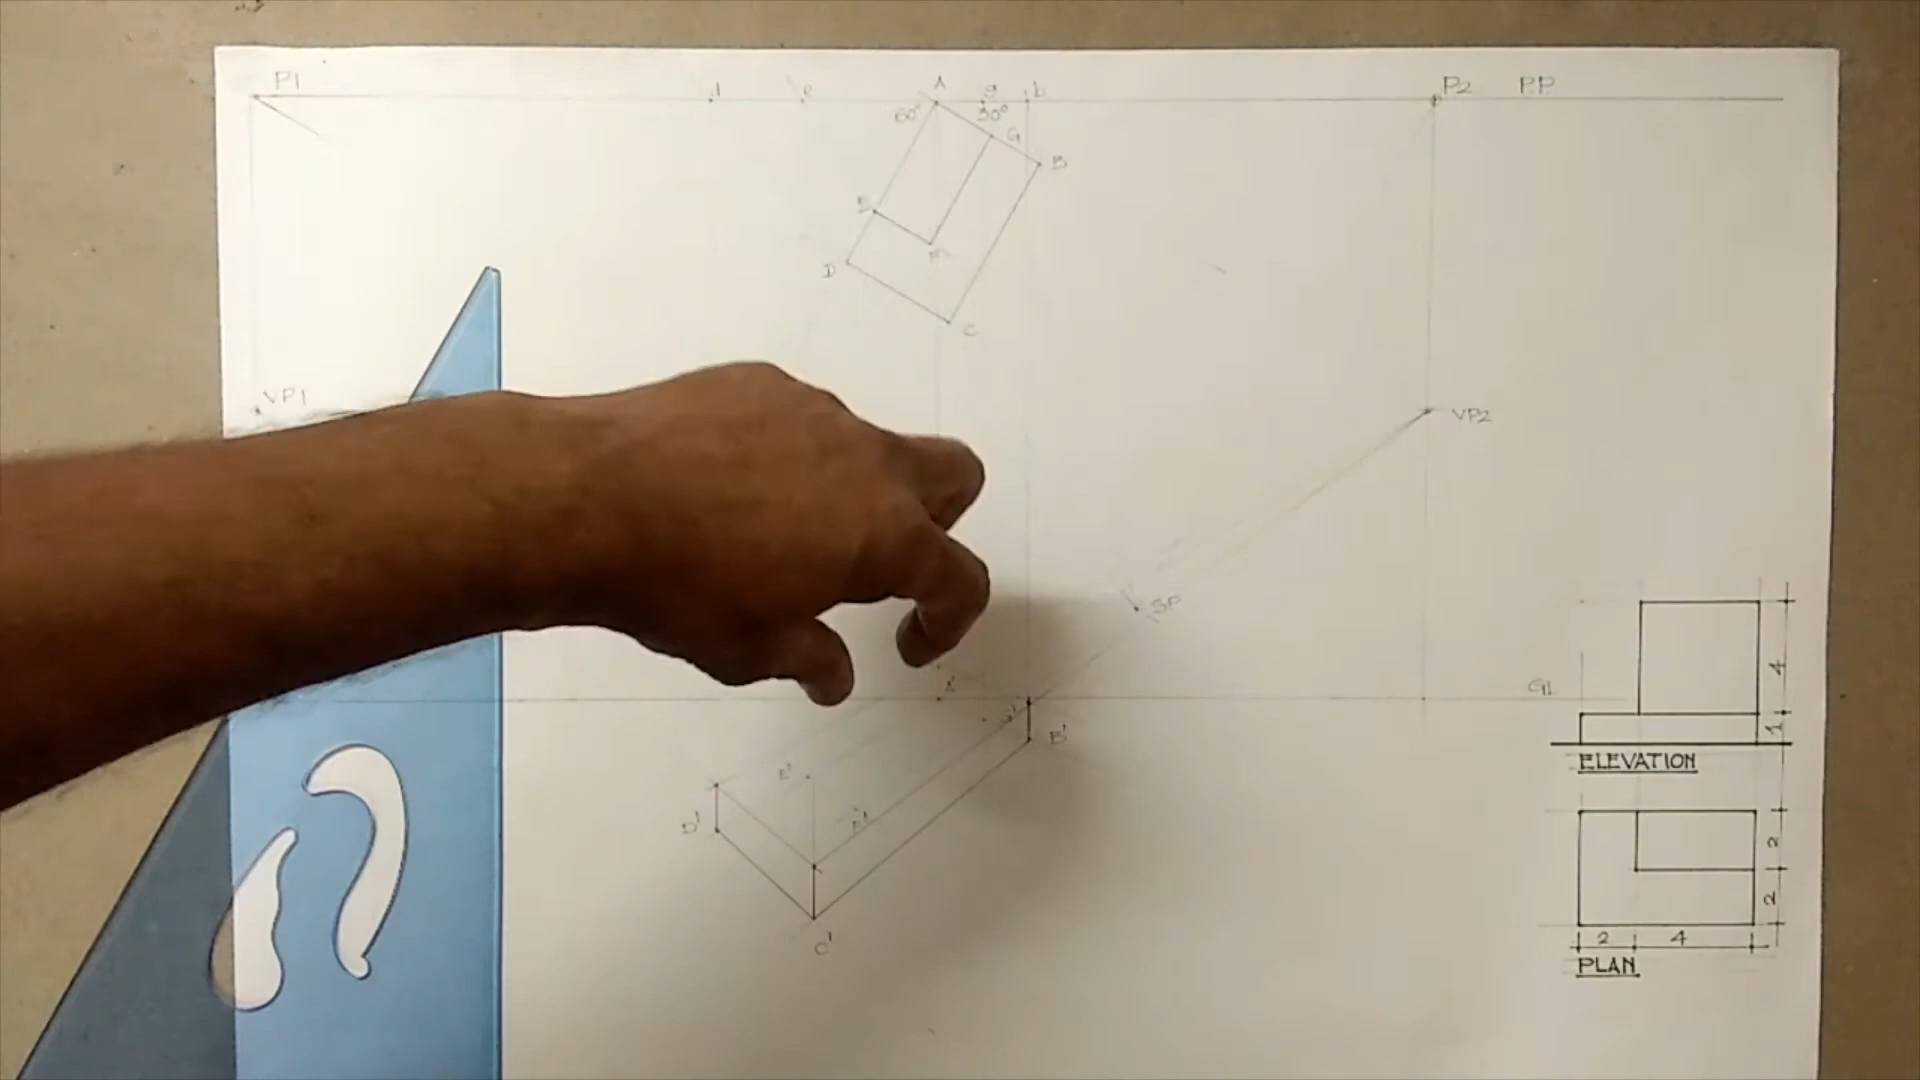 P1
d e A g b
P2 PP
60° 30°
G
B
E
F
D
C
VP1
VP2
SP
A'
GL
G'
B'
E'
F'
D'
C'
4
1
ELEVATION
2
2
2 4
PLAN